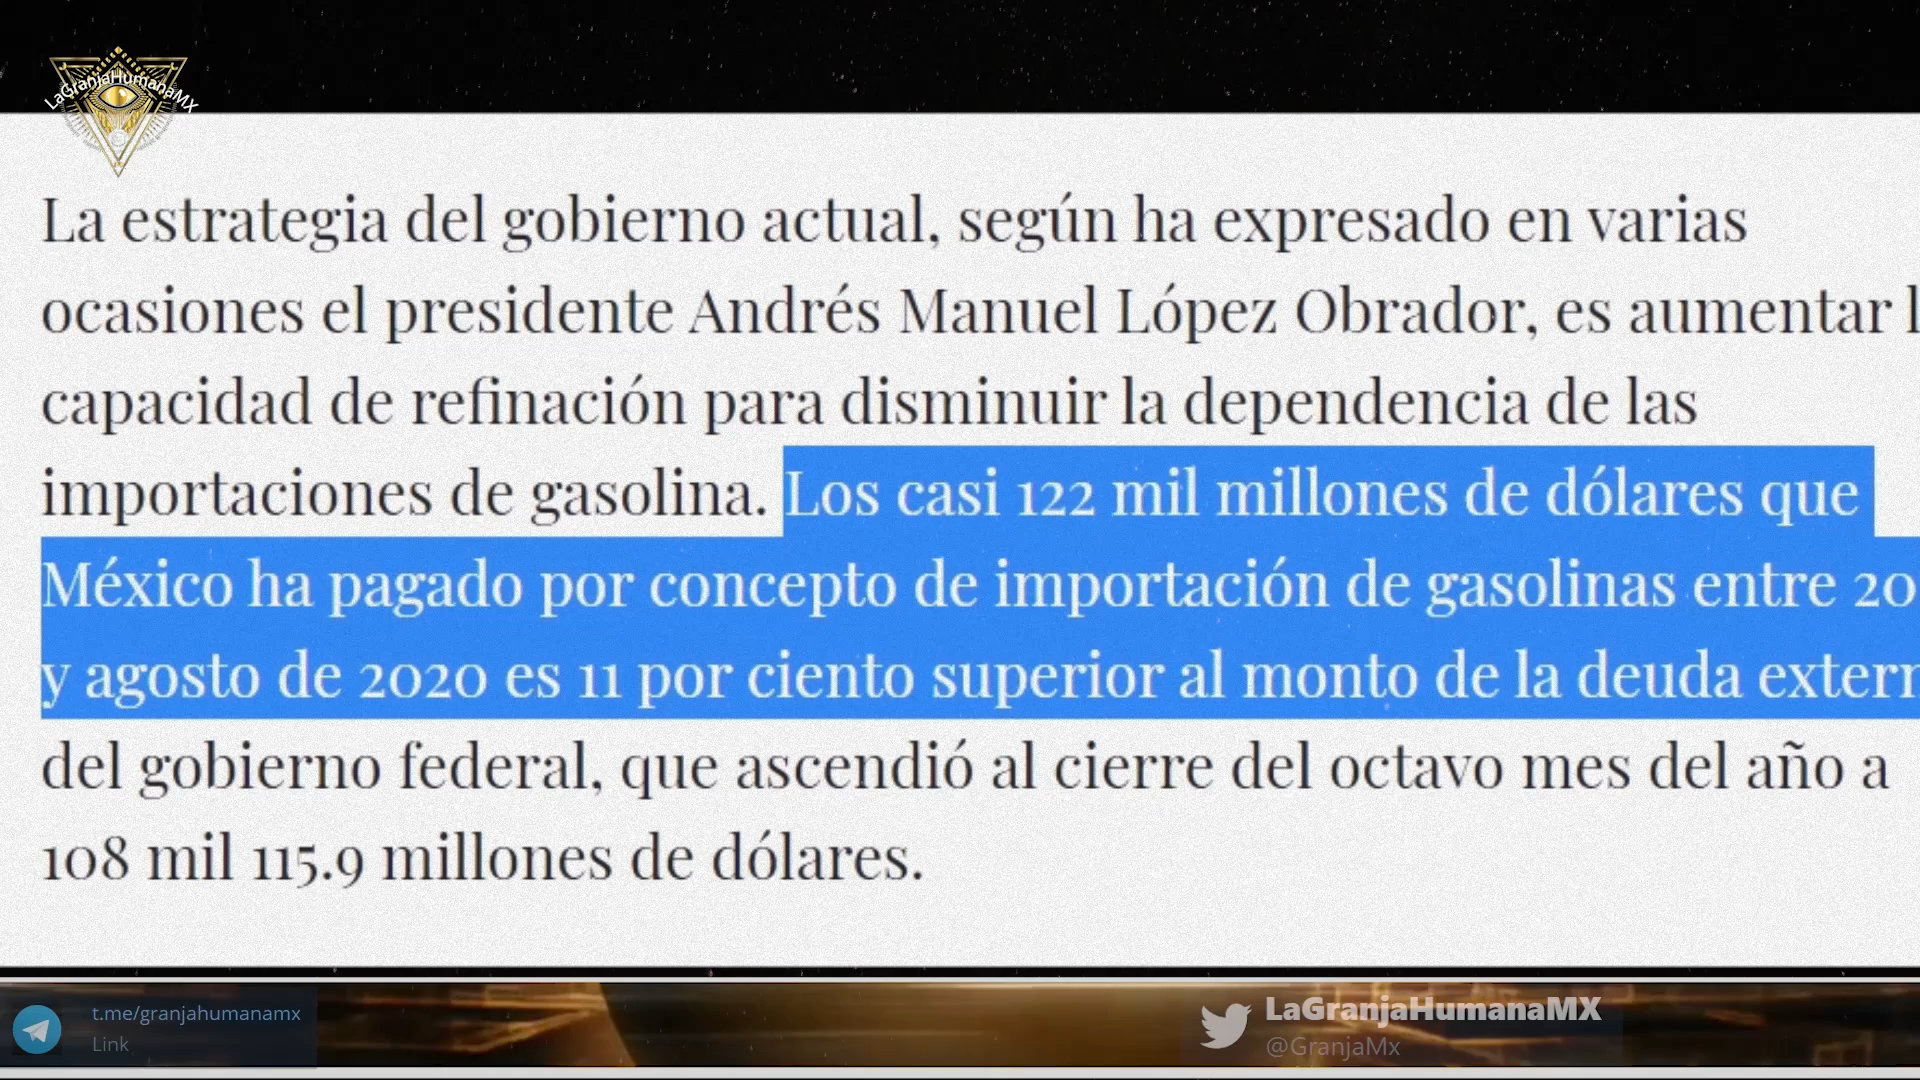 LaGranjaHumanaMX
La estrategia del gobierno actual, según ha expresado en varias
ocasiones el presidente Andrés Manuel López Obrador, es aumentar l
capacidad de refinación para disminuir la dependencia de las
importaciones de gasolina. Los casi 122 mil millones de dólares que
México ha pagado por concepto de importación de gasolinas entre 20
y agosto de 2020 es 11 por ciento superior al monto de la deuda extern
del gobierno federal, que ascendió al cierre del octavo mes del año a
108 mil 115.9 millones de dólares.
t.me/granjahumanamx
Link
LaGranjaHumanaMX
@GranjaMx